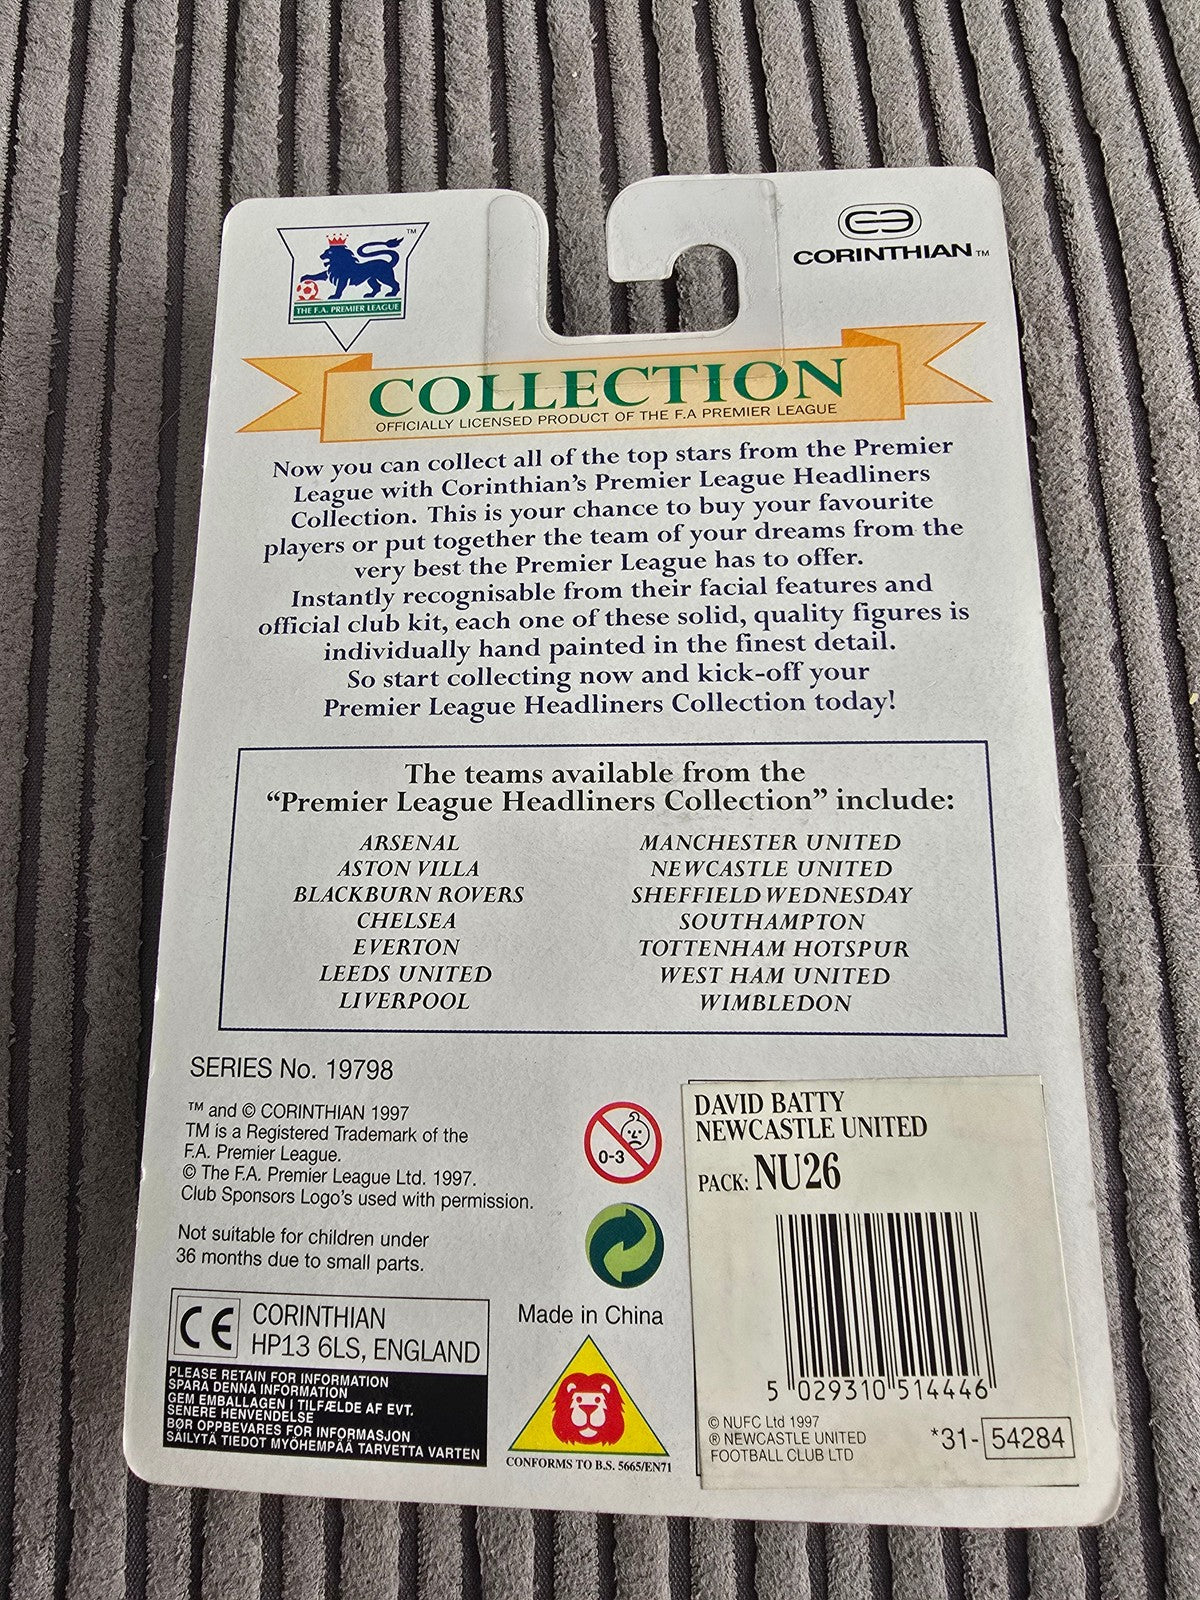 TM
THE F.A. PREMIER LEAGUE
CORINTHIAN TM
COLLECTION
OFFICIALLY LICENSED PRODUCT OF THE F.A PREMIER LEAGUE
Now you can collect all of the top stars from the Premier
League with Corinthian's Premier League Headliners
Collection. This is your chance to buy your favourite
players or put together the team of your dreams from the
very best the Premier League has to offer.
Instantly recognisable from their facial features and
official club kit, each one of these solid, quality figures is
individually hand painted in the finest detail.
So start collecting now and kick-off your
Premier League Headliners Collection today!
The teams available from the
"Premier League Headliners Collection" include:
ARSENAL
ASTON VILLA
BLACKBURN ROVERS
CHELSEA
EVERTON
LEEDS UNITED
LIVERPOOL
MANCHESTER UNITED
NEWCASTLE UNITED
SHEFFIELD WEDNESDAY
SOUTHAMPTON
TOTTENHAM HOTSPUR
WEST HAM UNITED
WIMBLEDON
SERIES No. 19798
TM and © CORINTHIAN 1997
TM is a Registered Trademark of the
F.A. Premier League.
© The F.A. Premier League Ltd. 1997.
Club Sponsors Logo's used with permission.
Not suitable for children under
36 months due to small parts.
CE
CORINTHIAN
HP13 6LS, ENGLAND
PLEASE RETAIN FOR INFORMATION
SPARA DENNA INFORMATION
GEM EMBALLAGEN I TILFÆLDE AF EVT.
SENERE HENVENDELSE
BØR OPPBEVARES FOR INFORMASJON
SÄILYTÄ TIEDOT MYÖHEMPÄÄ TARVETTA VARTEN
0-3
Made in China
CONFORMS TO B.S. 5665/EN71
DAVID BATTY
NEWCASTLE UNITED
PACK: NU26
5 029310 514446
© NUFC Ltd 1997
® NEWCASTLE UNITED
FOOTBALL CLUB LTD
*31- 54284